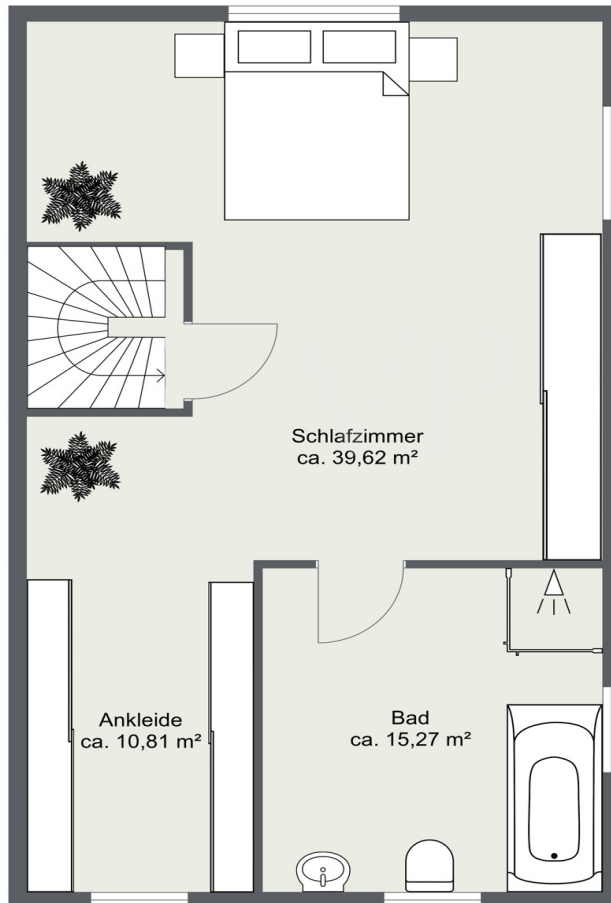 Schlafzimmer
ca. 39,62 m²
Ankleide
ca. 10,81 m²
Bad
ca. 15,27 m²